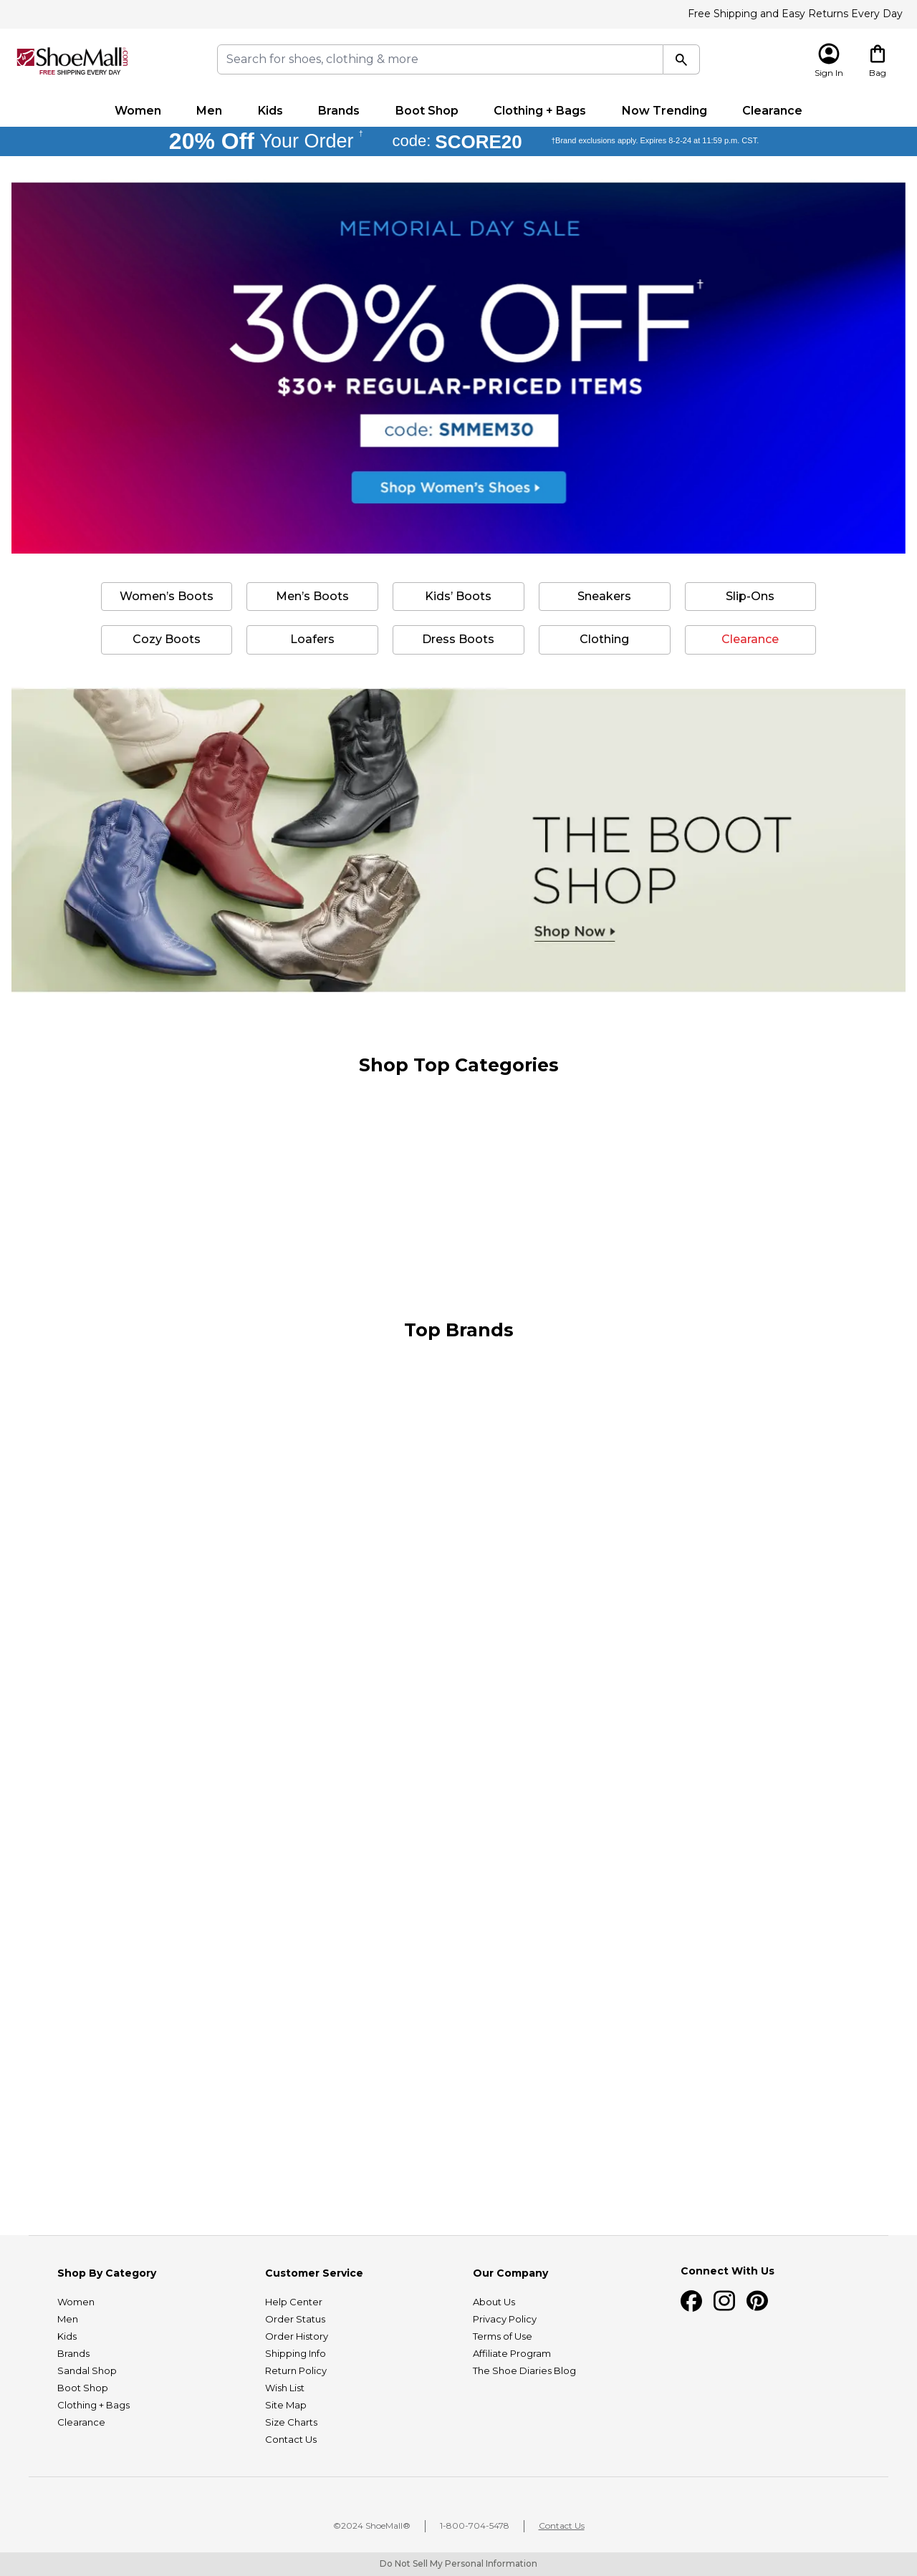 Free Shipping and Easy Returns Every Day
ShoeMall.com
FREE SHIPPING EVERY DAY
Search for shoes, clothing & more
Sign In
Bag
Women Men Kids Brands Boot Shop Clothing + Bags Now Trending Clearance
20% Off Your Order † code: SCORE20 †Brand exclusions apply. Expires 8-2-24 at 11:59 p.m. CST.
MEMORIAL DAY SALE
30% OFF†
$30+ REGULAR-PRICED ITEMS
code: SMMEM30
Shop Women's Shoes
Women's Boots Men's Boots Kids' Boots Sneakers Slip-Ons
Cozy Boots Loafers Dress Boots Clothing Clearance
THE BOOT
SHOP
Shop Now
Shop Top Categories
Top Brands
Shop By Category
Women
Men
Kids
Brands
Sandal Shop
Boot Shop
Clothing + Bags
Clearance
Customer Service
Help Center
Order Status
Order History
Shipping Info
Return Policy
Wish List
Site Map
Size Charts
Contact Us
Our Company
About Us
Privacy Policy
Terms of Use
Affiliate Program
The Shoe Diaries Blog
Connect With Us
©2024 ShoeMall® 1-800-704-5478 Contact Us
Do Not Sell My Personal Information